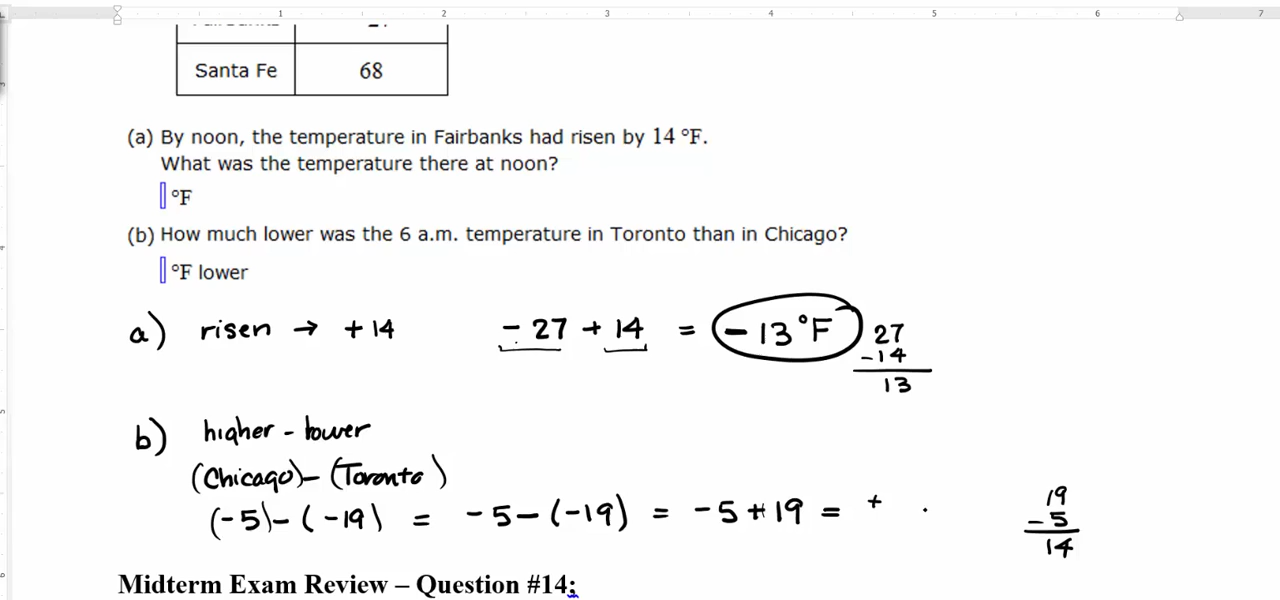 1 2 3 4 5 6 7
Santa Fe 68
(a) By noon, the temperature in Fairbanks had risen by 14 °F.
What was the temperature there at noon?
°F
(b) How much lower was the 6 a.m. temperature in Toronto than in Chicago?
°F lower
a) risen → +14 -27 + 14 = -13°F
27
-14
13
b) higher - lower
(Chicago)-(Toronto)
(-5)-(-19) = -5-(-19) = -5+19 = +
19
-5
14
Midterm Exam Review – Question #14;